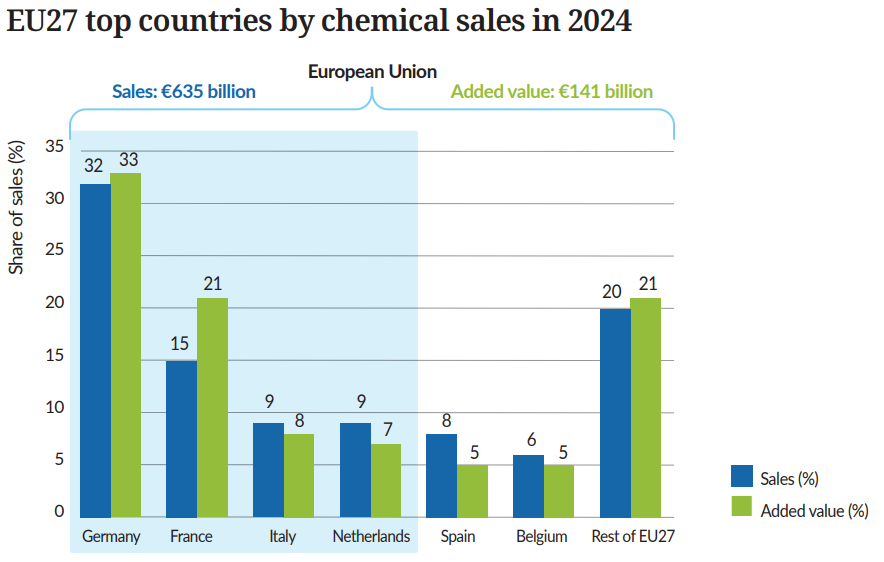 EU27 top countries by chemical sales in 2024
European Union
Sales: €635 billion
Added value: €141 billion
Share of sales (%)
35
30
25
20
15
10
5
0
32 33
15 21
9 8
9 7
8 5
6 5
20 21
Germany France Italy Netherlands Spain Belgium Rest of EU27
Sales (%)
Added value (%)